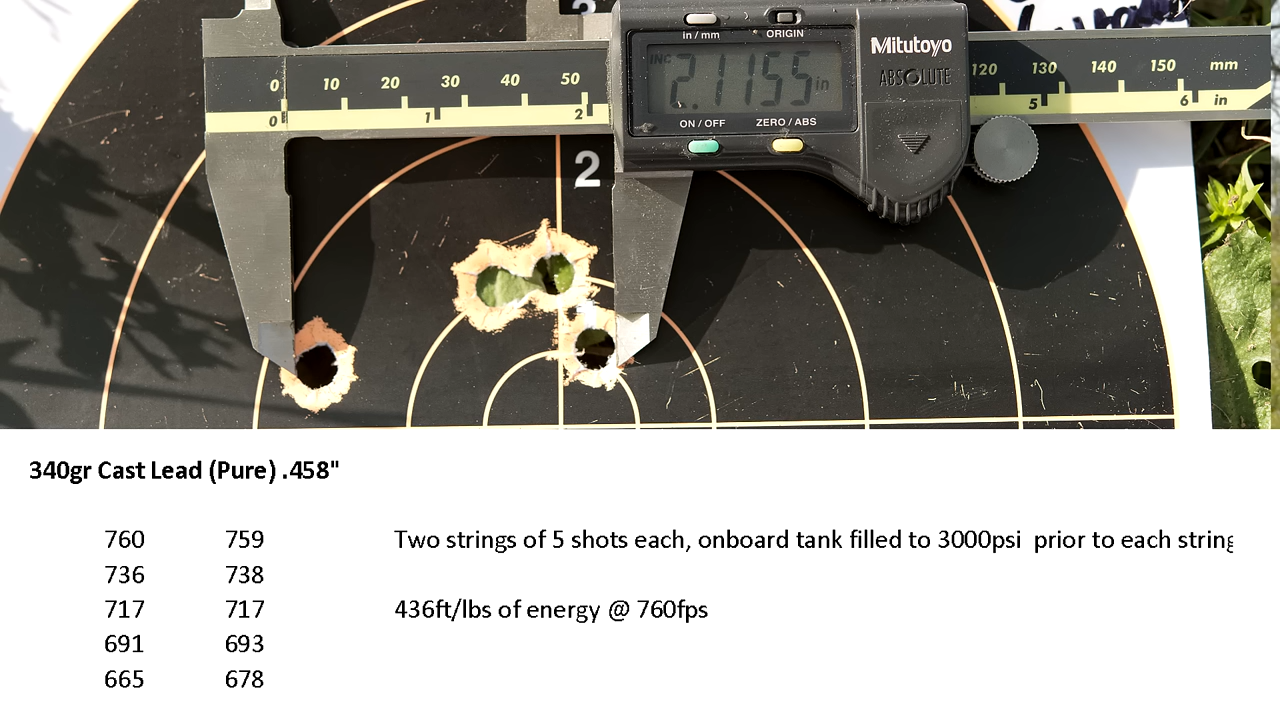 in / mm ORIGIN
Mitutoyo
ABSOLUTE
INC 2.1155 in
ON / OFF ZERO / ABS
0 10 20 30 40 50 120 130 140 150 mm
0 1 2 5 6 in
2
340gr Cast Lead (Pure) .458"
760 759 Two strings of 5 shots each, onboard tank filled to 3000psi prior to each string
736 738
717 717 436ft/lbs of energy @ 760fps
691 693
665 678